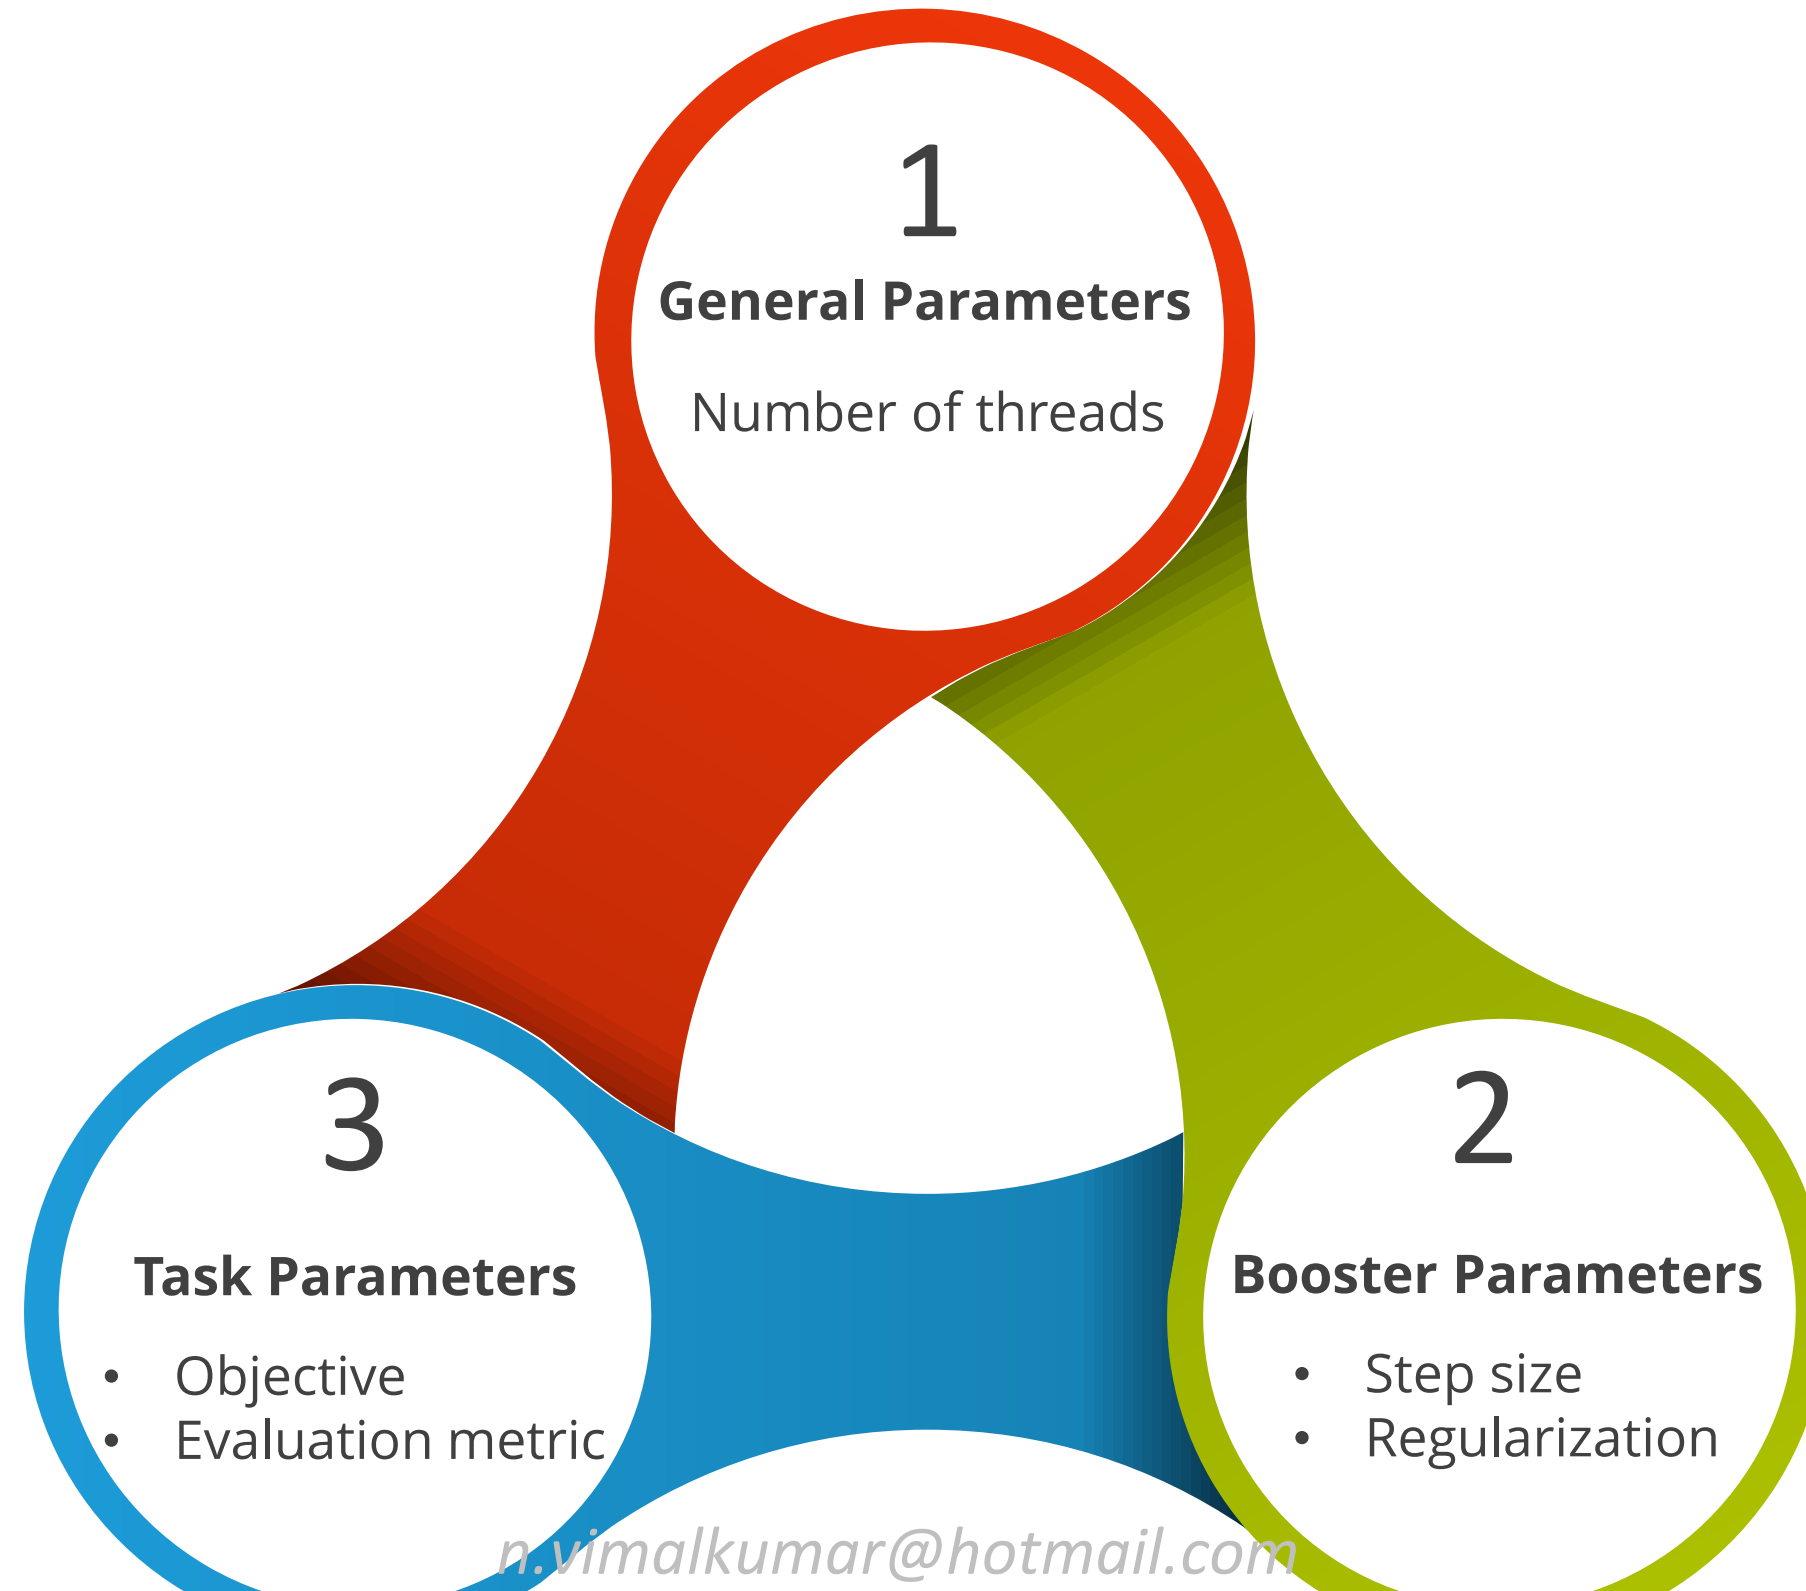 1
General Parameters
Number of threads
3
Task Parameters
• Objective
• Evaluation metric
2
Booster Parameters
• Step size
• Regularization
n.vimalkumar@hotmail.com